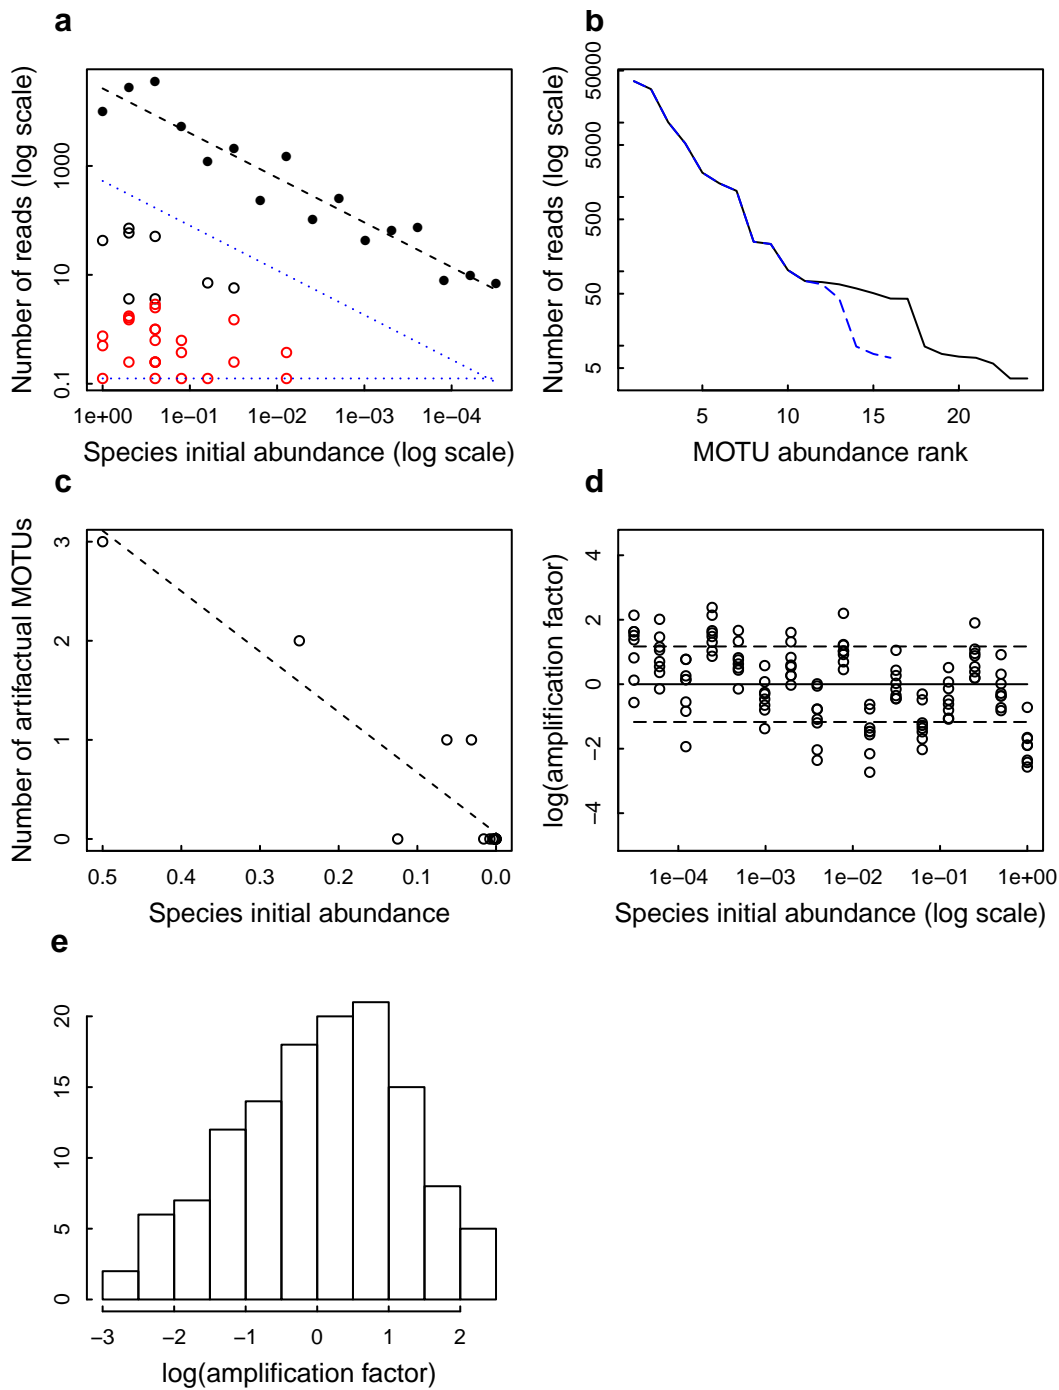 a
Number of reads (log scale)
1000
10
0.1
1e+00 1e−01 1e−02 1e−03 1e−04
Species initial abundance (log scale)
b
Number of reads (log scale)
50000
5000
500
50
5
5 10 15 20
MOTU abundance rank
c
Number of artifactual MOTUs
3
2
1
0
0.5 0.4 0.3 0.2 0.1 0.0
Species initial abundance
d
log(amplification factor)
4
2
0
−2
−4
1e−04 1e−03 1e−02 1e−01 1e+00
Species initial abundance (log scale)
e
20
15
10
5
0
−3 −2 −1 0 1 2
log(amplification factor)